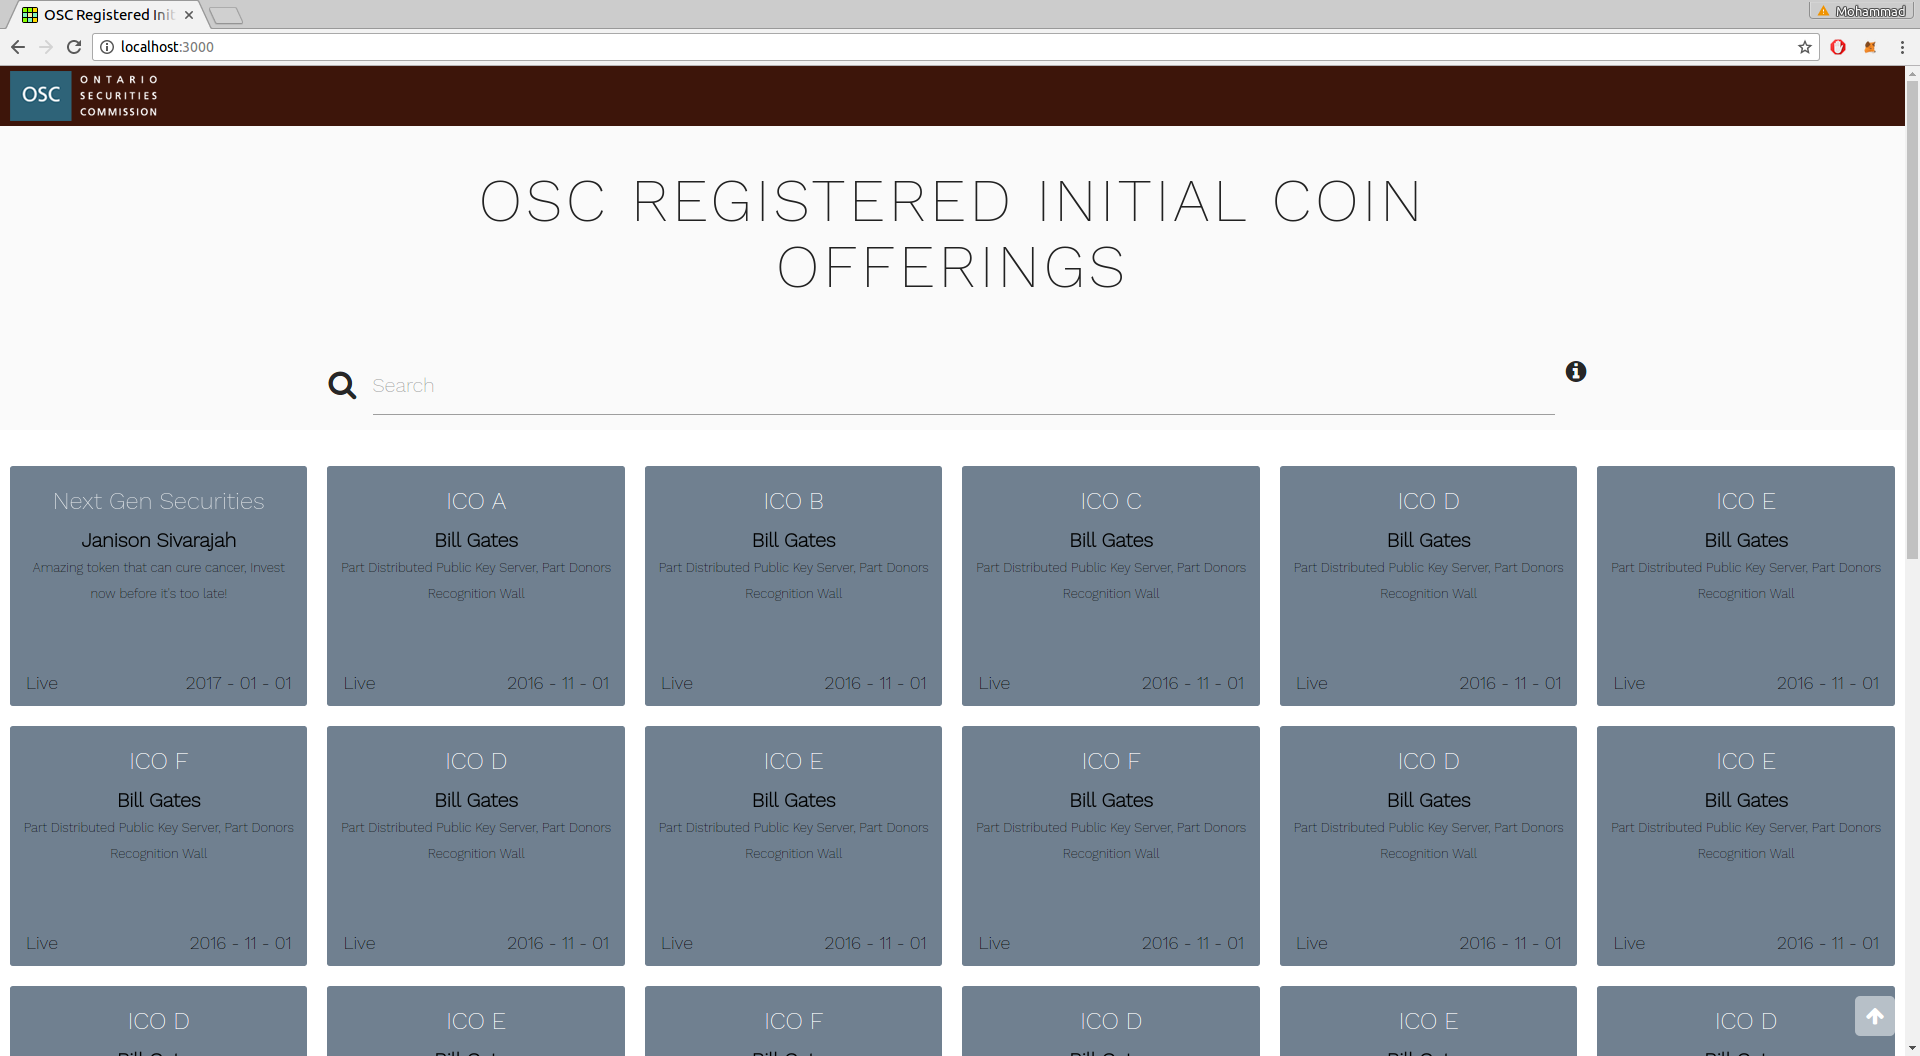 OSC Registered Init
Mohammad
localhost:3000
OSC
ONTARIO
SECURITIES
COMMISSION
OSC REGISTERED INITIAL COIN
OFFERINGS
Search
Next Gen Securities
Janison Sivarajah
Amazing token that can cure cancer, Invest
now before it's too late!
Live 2017 - 01 - 01
ICO A
Bill Gates
Part Distributed Public Key Server, Part Donors
Recognition Wall
Live 2016 - 11 - 01
ICO B
Bill Gates
Part Distributed Public Key Server, Part Donors
Recognition Wall
Live 2016 - 11 - 01
ICO C
Bill Gates
Part Distributed Public Key Server, Part Donors
Recognition Wall
Live 2016 - 11 - 01
ICO D
Bill Gates
Part Distributed Public Key Server, Part Donors
Recognition Wall
Live 2016 - 11 - 01
ICO E
Bill Gates
Part Distributed Public Key Server, Part Donors
Recognition Wall
Live 2016 - 11 - 01
ICO F
Bill Gates
Part Distributed Public Key Server, Part Donors
Recognition Wall
Live 2016 - 11 - 01
ICO D
Bill Gates
Part Distributed Public Key Server, Part Donors
Recognition Wall
Live 2016 - 11 - 01
ICO E
Bill Gates
Part Distributed Public Key Server, Part Donors
Recognition Wall
Live 2016 - 11 - 01
ICO F
Bill Gates
Part Distributed Public Key Server, Part Donors
Recognition Wall
Live 2016 - 11 - 01
ICO D
Bill Gates
Part Distributed Public Key Server, Part Donors
Recognition Wall
Live 2016 - 11 - 01
ICO E
Bill Gates
Part Distributed Public Key Server, Part Donors
Recognition Wall
Live 2016 - 11 - 01
ICO D
ICO E
ICO F
ICO D
ICO E
ICO D